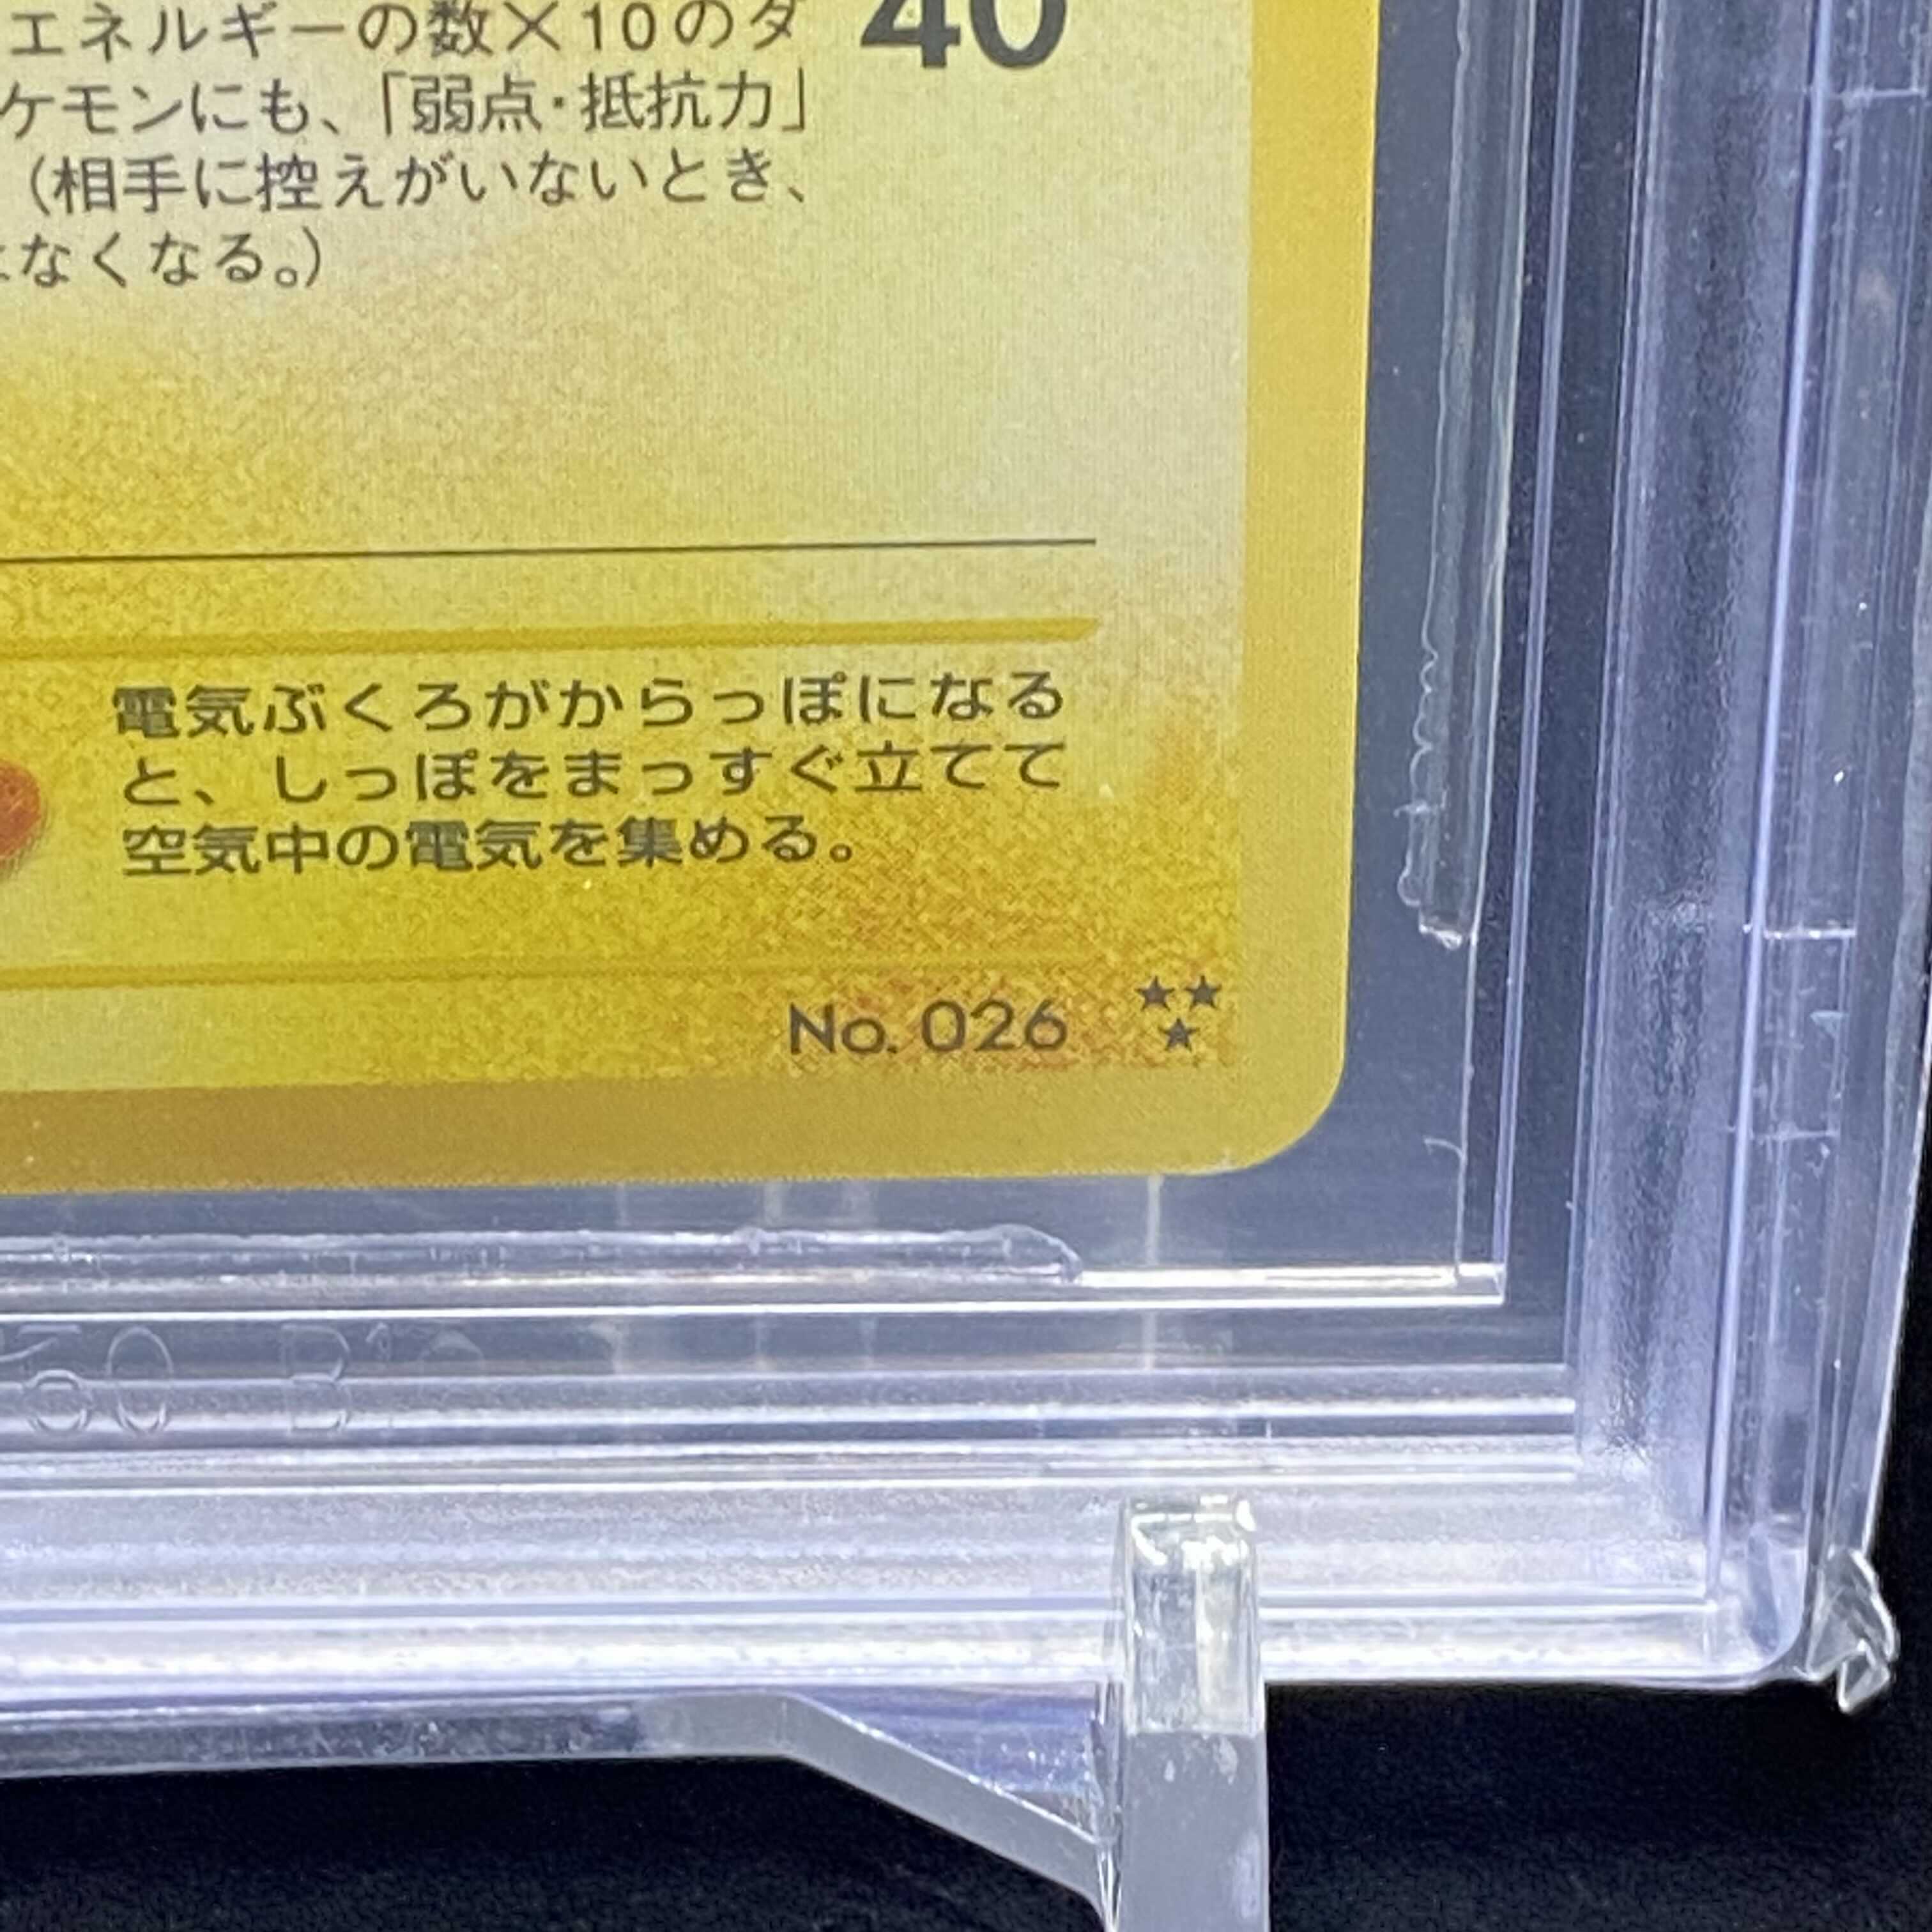 エネルギーの数×10のダ 40
ケモンにも、「弱点・抵抗力」
(相手に控えがいないとき、
なくなる。)
電気ぶくろがからっぽになる
と、しっぽをまっすぐ立てて
空気中の電気を集める。
No. 026 ★★★